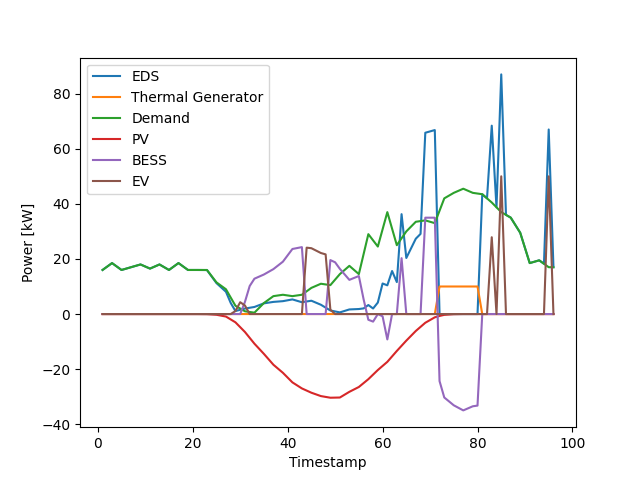 EDS
Thermal Generator
Demand
PV
BESS
EV
Power [kW]
80
60
40
20
0
−20
−40
0 20 40 60 80 100
Timestamp